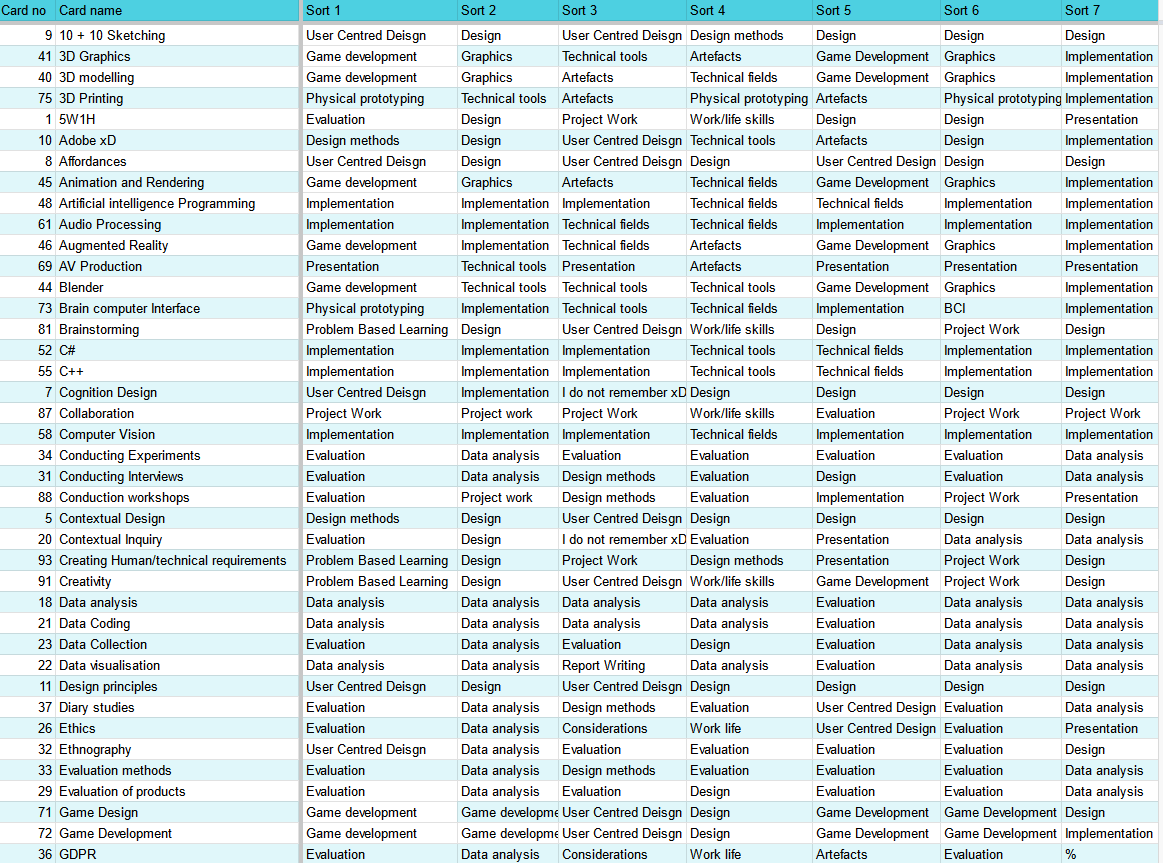 Card no Card name Sort 1 Sort 2 Sort 3 Sort 4 Sort 5 Sort 6 Sort 7
9 10 + 10 Sketching User Centred Deisgn Design User Centred Deisgn Design methods Design Design Design
41 3D Graphics Game development Graphics Technical tools Artefacts Game Development Graphics Implementation
40 3D modelling Game development Graphics Artefacts Technical fields Game Development Graphics Implementation
75 3D Printing Physical prototyping Technical tools Artefacts Physical prototyping Artefacts Physical prototyping Implementation
1 5W1H Evaluation Design Project Work Work/life skills Design Design Presentation
10 Adobe xD Design methods Design User Centred Deisgn Technical tools Artefacts Design Implementation
8 Affordances User Centred Deisgn Design User Centred Deisgn Design User Centred Design Design Design
45 Animation and Rendering Game development Graphics Artefacts Technical fields Game Development Graphics Implementation
48 Artificial intelligence Programming Implementation Implementation Implementation Technical fields Technical fields Implementation Implementation
61 Audio Processing Implementation Implementation Technical fields Technical fields Implementation Implementation Implementation
46 Augmented Reality Game development Implementation Technical fields Artefacts Game Development Graphics Implementation
69 AV Production Presentation Technical tools Presentation Artefacts Presentation Presentation Presentation
44 Blender Game development Technical tools Technical tools Technical tools Game Development Graphics Implementation
73 Brain computer Interface Physical prototyping Implementation Technical tools Technical fields Implementation BCI Implementation
81 Brainstorming Problem Based Learning Design User Centred Deisgn Work/life skills Design Project Work Design
52 C# Implementation Implementation Implementation Technical tools Technical fields Implementation Implementation
55 C++ Implementation Implementation Implementation Technical tools Technical fields Implementation Implementation
7 Cognition Design User Centred Deisgn Implementation I do not remember xD Design Design Design Design
87 Collaboration Project Work Project work Project Work Work/life skills Evaluation Project Work Project Work
58 Computer Vision Implementation Implementation Implementation Technical fields Implementation Implementation Implementation
34 Conducting Experiments Evaluation Data analysis Evaluation Evaluation Evaluation Evaluation Data analysis
31 Conducting Interviews Evaluation Data analysis Design methods Evaluation Design Evaluation Data analysis
88 Conduction workshops Evaluation Project work Design methods Evaluation Implementation Project Work Presentation
5 Contextual Design Design methods Design User Centred Deisgn Design Design Design Design
20 Contextual Inquiry Evaluation Design I do not remember xD Evaluation Presentation Data analysis Data analysis
93 Creating Human/technical requirements Problem Based Learning Design Project Work Design methods Presentation Project Work Design
91 Creativity Problem Based Learning Design User Centred Deisgn Work/life skills Game Development Project Work Design
18 Data analysis Data analysis Data analysis Data analysis Data analysis Evaluation Data analysis Data analysis
21 Data Coding Data analysis Data analysis Data analysis Data analysis Evaluation Data analysis Data analysis
23 Data Collection Evaluation Data analysis Evaluation Design Evaluation Data analysis Data analysis
22 Data visualisation Data analysis Data analysis Report Writing Data analysis Evaluation Data analysis Data analysis
11 Design principles User Centred Deisgn Design User Centred Deisgn Design Design Design Design
37 Diary studies Evaluation Data analysis Design methods Evaluation User Centred Design Evaluation Data analysis
26 Ethics Evaluation Data analysis Considerations Work life User Centred Design Evaluation Presentation
32 Ethnography User Centred Deisgn Data analysis Evaluation Evaluation Evaluation Evaluation Design
33 Evaluation methods Evaluation Data analysis Design methods Evaluation Evaluation Evaluation Data analysis
29 Evaluation of products Evaluation Data analysis Evaluation Design Evaluation Evaluation Data analysis
71 Game Design Game development Game developme User Centred Deisgn Design Game Development Game Development Design
72 Game Development Game development Game developme User Centred Deisgn Design Game Development Game Development Implementation
36 GDPR Evaluation Data analysis Considerations Work life Artefacts Evaluation %